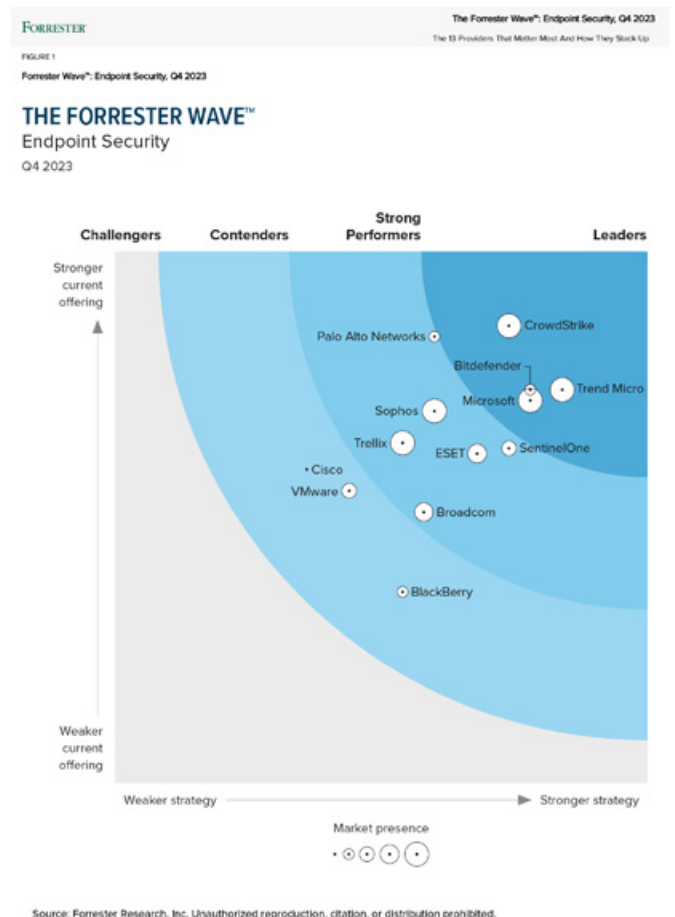 FORRESTER
The Forrester Wave™: Endpoint Security, Q4 2023
The 13 Providers That Matter Most And How They Stack Up
FIGURE 1
Forrester Wave™: Endpoint Security, Q4 2023
THE FORRESTER WAVE™
Endpoint Security
Q4 2023
Challengers
Contenders
Strong
Performers
Leaders
Stronger
current
offering
CrowdStrike
Palo Alto Networks
Bitdefender
Trend Micro
Microsoft
Sophos
Trellix
SentinelOne
ESET
Cisco
VMware
Broadcom
BlackBerry
Weaker
current
offering
Weaker strategy
Stronger strategy
Market presence
Source: Forrester Research, Inc. Unauthorized reproduction, citation, or distribution prohibited.